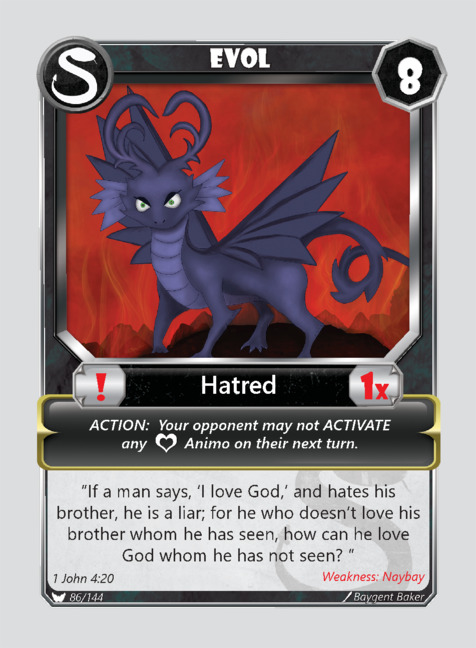 S
EVOL
8
!
Hatred
1x
ACTION: Your opponent may not ACTIVATE
any Animo on their next turn.
"If a man says, 'I love God,' and hates his
brother, he is a liar; for he who doesn't love his
brother whom he has seen, how can he love
God whom he has not seen? "
1 John 4:20
Weakness: Naybay
86/144
Baygent Baker